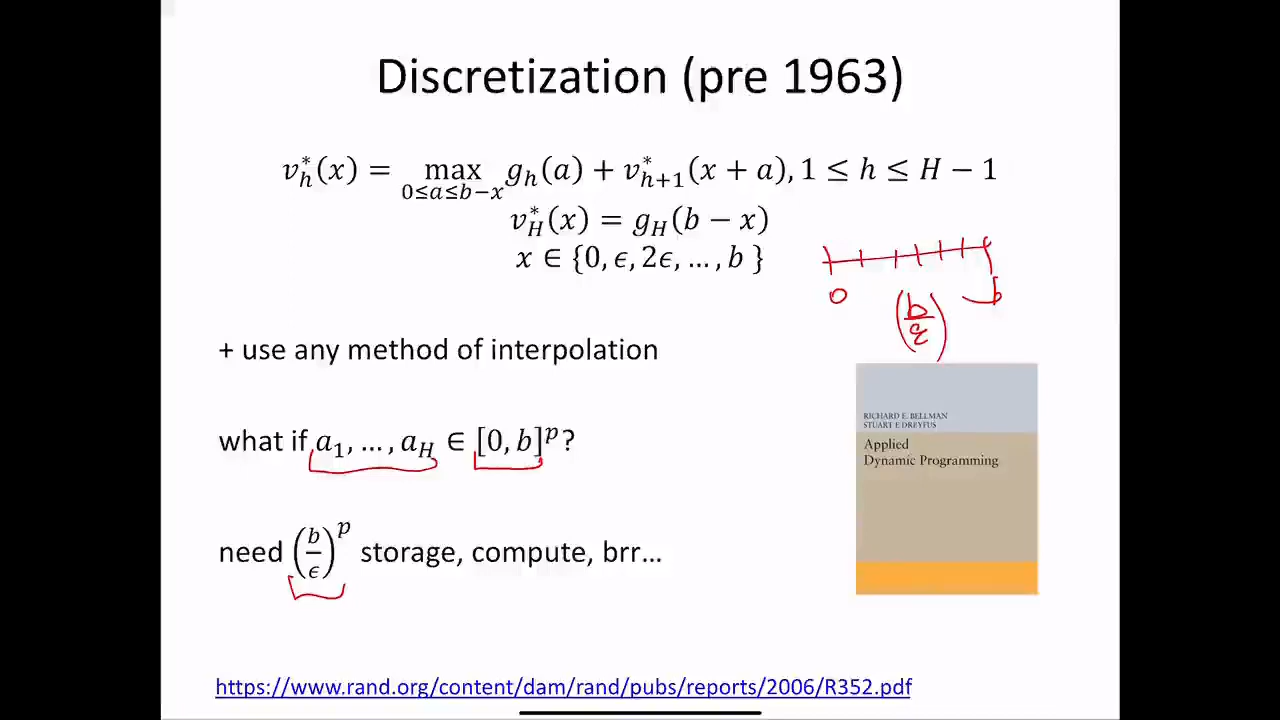 Discretization (pre 1963)
v*_h(x) = max_{0≤a≤b−x} g_h(a) + v*_{h+1}(x + a), 1 ≤ h ≤ H − 1
v*_H(x) = g_H(b − x)
x ∈ {0, ϵ, 2ϵ, … , b }
0 b
(b/ε)
+ use any method of interpolation
RICHARD E. BELLMAN
STUART E DREYFUS
Applied
Dynamic Programming
what if a_1, … , a_H ∈ [0, b]^p?
need (b/ϵ)^p storage, compute, brr…
https://www.rand.org/content/dam/rand/pubs/reports/2006/R352.pdf